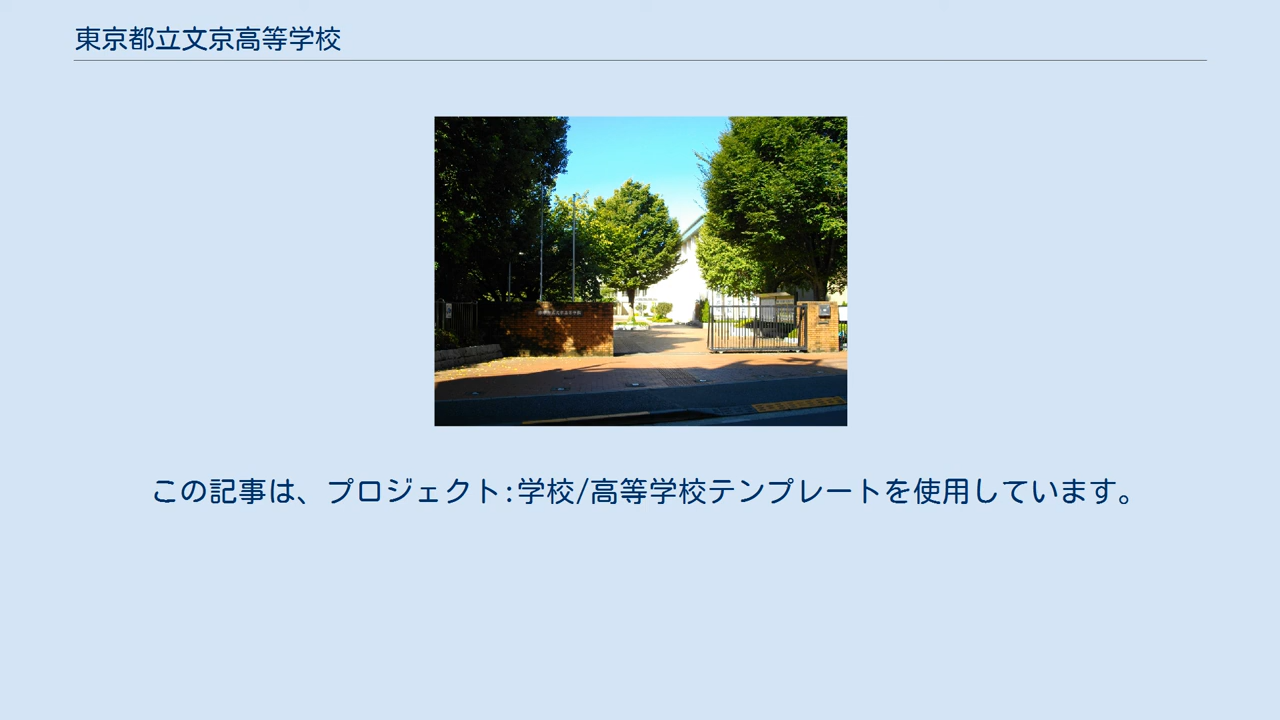 東京都立文京高等学校
この記事は、プロジェクト:学校/高等学校テンプレートを使用しています。